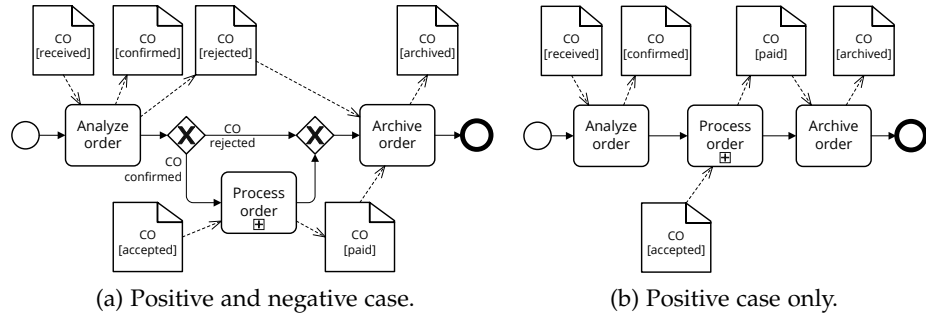 CO
[received]
CO
[confirmed]
CO
[rejected]
CO
[archived]
Analyze
order
CO
rejected
Archive
order
CO
confirmed
Process
order
CO
[accepted]
CO
[paid]
(a) Positive and negative case.
CO
[received]
CO
[confirmed]
CO
[paid]
CO
[archived]
Analyze
order
Process
order
Archive
order
CO
[accepted]
(b) Positive case only.